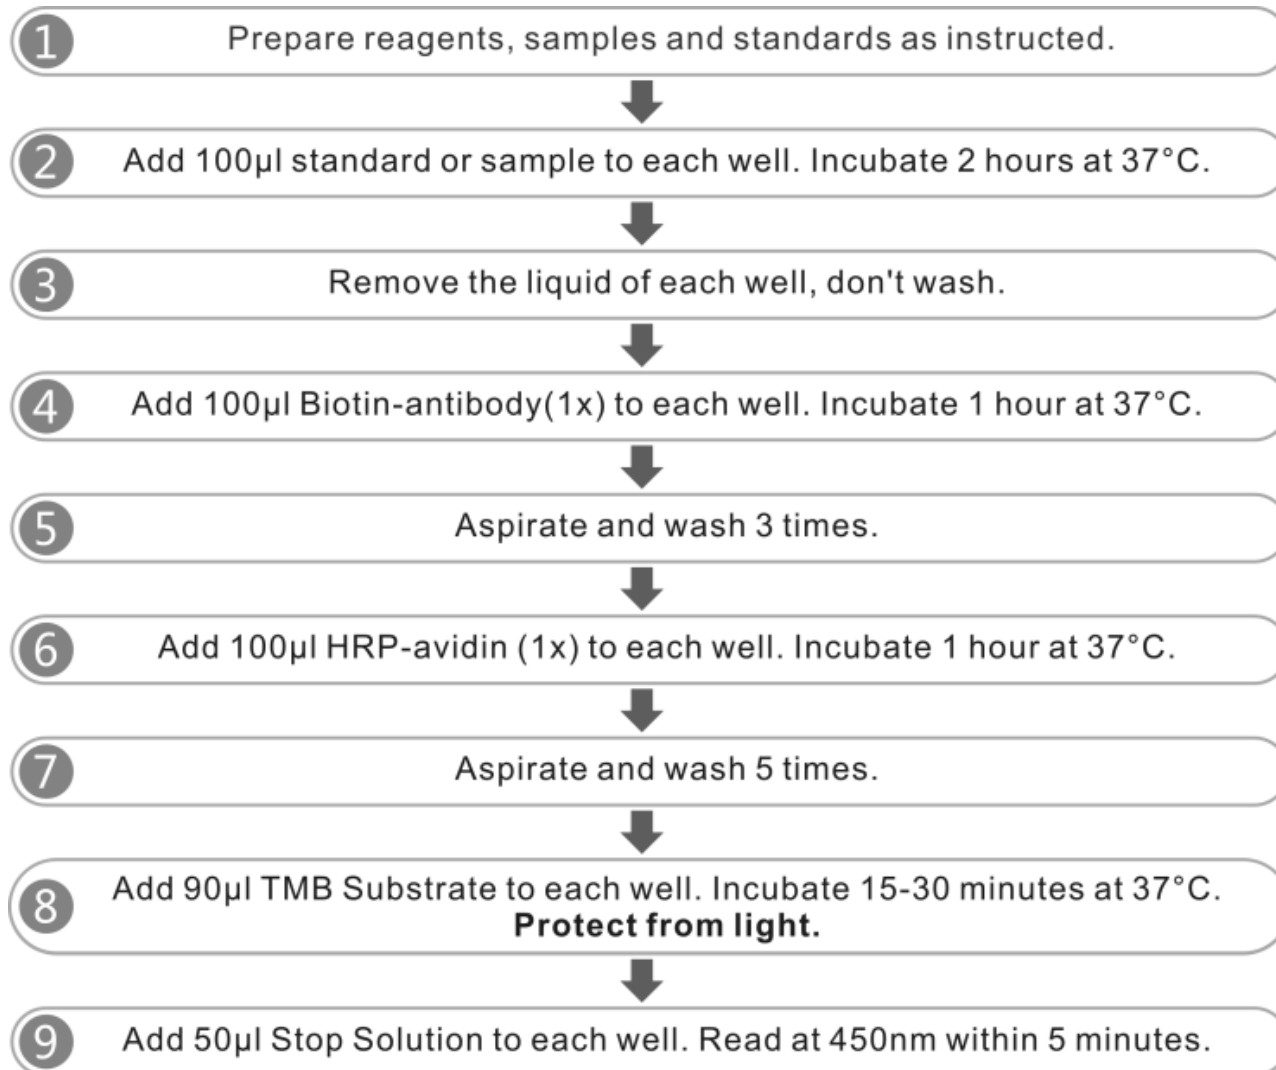 1 Prepare reagents, samples and standards as instructed.
2 Add 100µl standard or sample to each well. Incubate 2 hours at 37°C.
3 Remove the liquid of each well, don't wash.
4 Add 100µl Biotin-antibody(1x) to each well. Incubate 1 hour at 37°C.
5 Aspirate and wash 3 times.
6 Add 100µl HRP-avidin (1x) to each well. Incubate 1 hour at 37°C.
7 Aspirate and wash 5 times.
8 Add 90µl TMB Substrate to each well. Incubate 15-30 minutes at 37°C.
Protect from light.
9 Add 50µl Stop Solution to each well. Read at 450nm within 5 minutes.